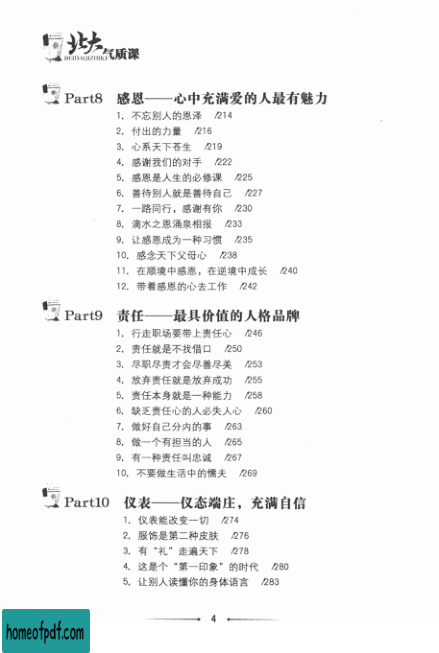 北大气质课
BEIDAQIZHIKE
Part8 感恩——心中充满爱的人最有魅力
1. 不忘别人的恩泽 /214
2. 付出的力量 /216
3. 心系天下苍生 /219
4. 感谢我们的对手 /222
5. 感恩是人生的必修课 /225
6. 善待别人就是善待自己 /227
7. 一路同行，感谢有你 /230
8. 滴水之恩涌泉相报 /233
9. 让感恩成为一种习惯 /235
10. 感念天下父母心 /238
11. 在顺境中感恩，在逆境中成长 /240
12. 带着感恩的心去工作 /242
Part9 责任——最具价值的人格品牌
1. 行走职场要带上责任心 /246
2. 责任就是不找借口 /250
3. 尽职尽责才会尽善尽美 /253
4. 放弃责任就是放弃成功 /255
5. 责任本身就是一种能力 /258
6. 缺乏责任心的人必失人心 /260
7. 做好自己分内的事 /263
8. 做一个有担当的人 /265
9. 有一种责任叫忠诚 /267
10. 不要做生活中的懦夫 /269
Part10 仪表——仪态端庄，充满自信
1. 仪表能改变一切 /274
2. 服饰是第二种皮肤 /276
3. 有“礼”走遍天下 /278
4. 这是个“第一印象”的时代 /280
5. 让别人读懂你的身体语言 /283
4
homeofpdf.com